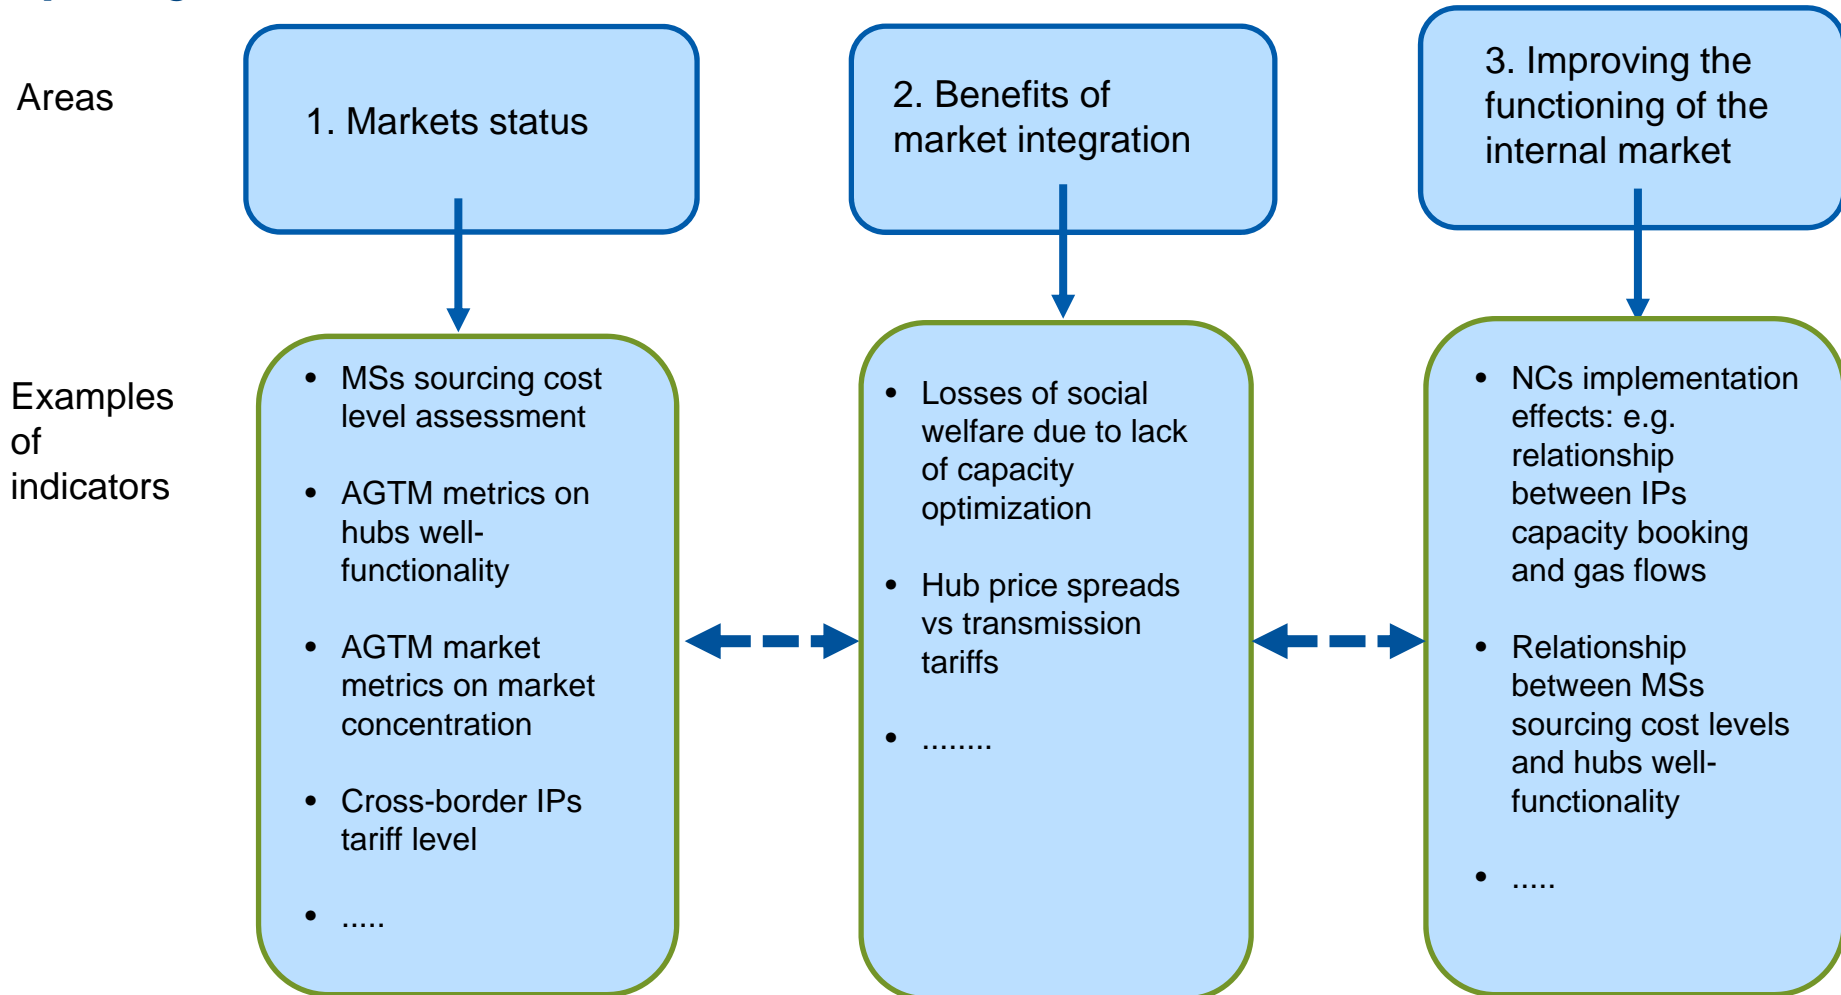 Areas
1. Markets status
2. Benefits of
market integration
3. Improving the
functioning of the
internal market
Examples
of
indicators
• MSs sourcing cost
level assessment
• AGTM metrics on
hubs well-
functionality
• AGTM market
metrics on market
concentration
• Cross-border IPs
tariff level
• .....
• Losses of social
welfare due to lack
of capacity
optimization
• Hub price spreads
vs transmission
tariffs
• ........
• NCs implementation
effects: e.g.
relationship
between IPs
capacity booking
and gas flows
• Relationship
between MSs
sourcing cost levels
and hubs well-
functionality
• .....